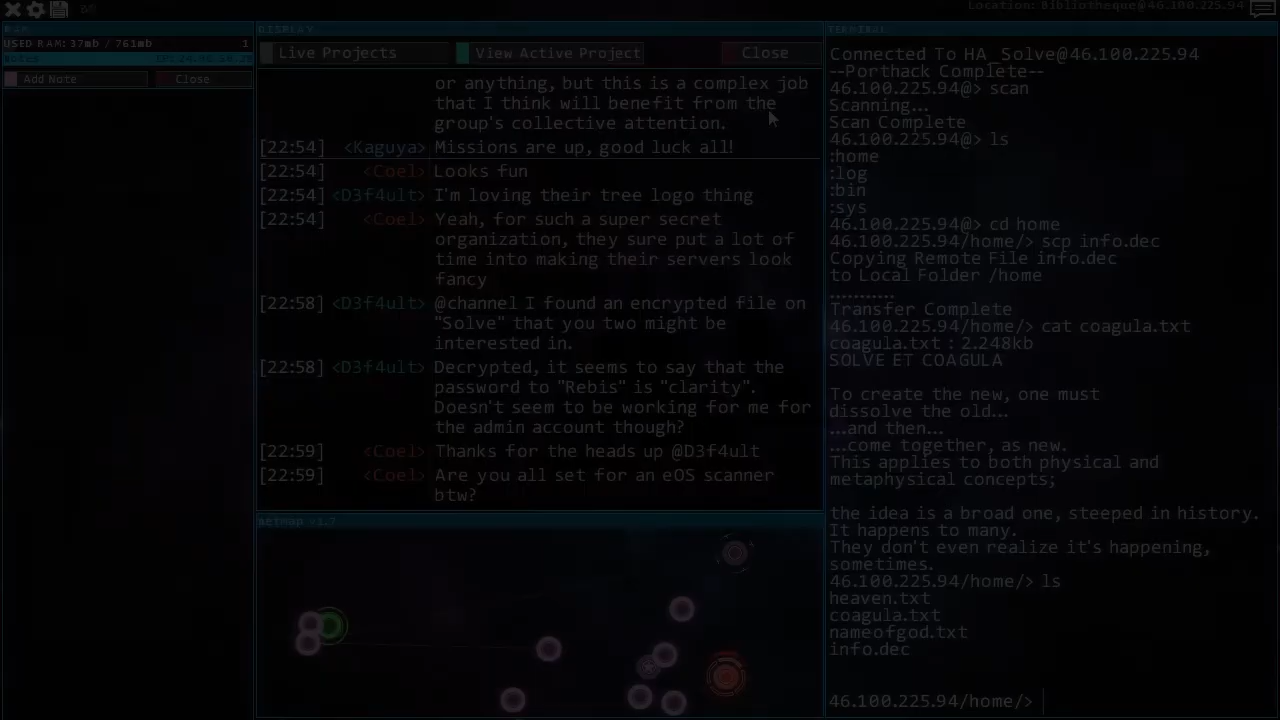 Location: Bibliotheque@46.100.225.94
RAM
USED RAM: 37mb / 761mb 1
Add Note Close
DISPLAY
Live Projects View Active Project Close
or anything, but this is a complex job
that I think will benefit from the
group's collective attention.
[22:54] <Kaguya> Missions are up, good luck all!
[22:54] <Coel> Looks fun
[22:54] <D3f4ult> I'm loving their tree logo thing
[22:54] <Coel> Yeah, for such a super secret
organization, they sure put a lot of
time into making their servers look
fancy
[22:58] <D3f4ult> @channel I found an encrypted file on
"Solve" that you two might be
interested in.
[22:58] <D3f4ult> Decrypted, it seems to say that the
password to "Rebis" is "clarity".
Doesn't seem to be working for me for
the admin account though?
[22:59] <Coel> Thanks for the heads up @D3f4ult
[22:59] <Coel> Are you all set for an eOS scanner
btw?
netmap v1.7
TERMINAL
Connected To HA_Solve@46.100.225.94
--Porthack Complete--
46.100.225.94@> scan
Scanning...
Scan Complete
46.100.225.94@> ls
:home
:log
:bin
:sys
46.100.225.94@> cd home
46.100.225.94/home/> scp info.dec
Copying Remote File info.dec
to Local Folder /home
...........
Transfer Complete
46.100.225.94/home/> cat coagula.txt
coagula.txt : 2.248kb
SOLVE ET COAGULA
To create the new, one must
dissolve the old...
...and then...
...come together, as new.
This applies to both physical and
metaphysical concepts;
the idea is a broad one, steeped in history.
It happens to many.
They don't even realize it's happening,
sometimes.
46.100.225.94/home/> ls
heaven.txt
coagula.txt
nameofgod.txt
info.dec
46.100.225.94/home/>